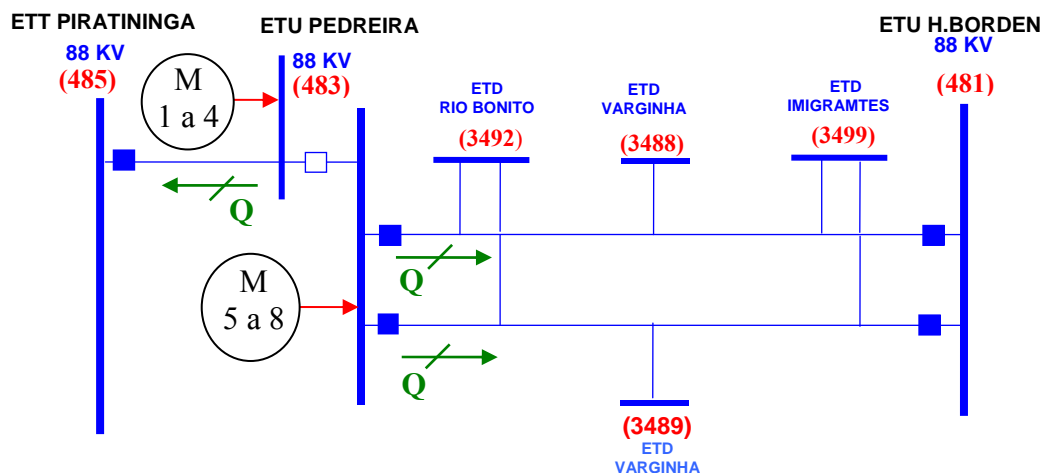 ETT PIRATININGA
88 KV
(485)
M
1 a 4
ETU PEDREIRA
88 KV
(483)
ETD
RIO BONITO
(3492)
ETD
VARGINHA
(3488)
ETD
IMIGRAMTES
(3499)
ETU H.BORDEN
88 KV
(481)
Q
Q
M
5 a 8
Q
(3489)
ETD
VARGINHA